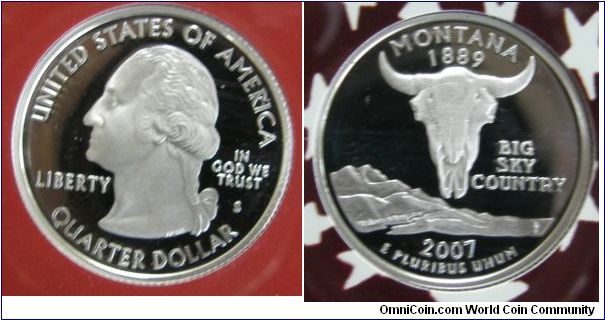 UNITED STATES OF AMERICA
LIBERTY
IN
GOD WE
TRUST
S
QUARTER DOLLAR
MONTANA
1889
BIG
SKY
COUNTRY
2007
E PLURIBUS UNUM
OmniCoin.com World Coin Community